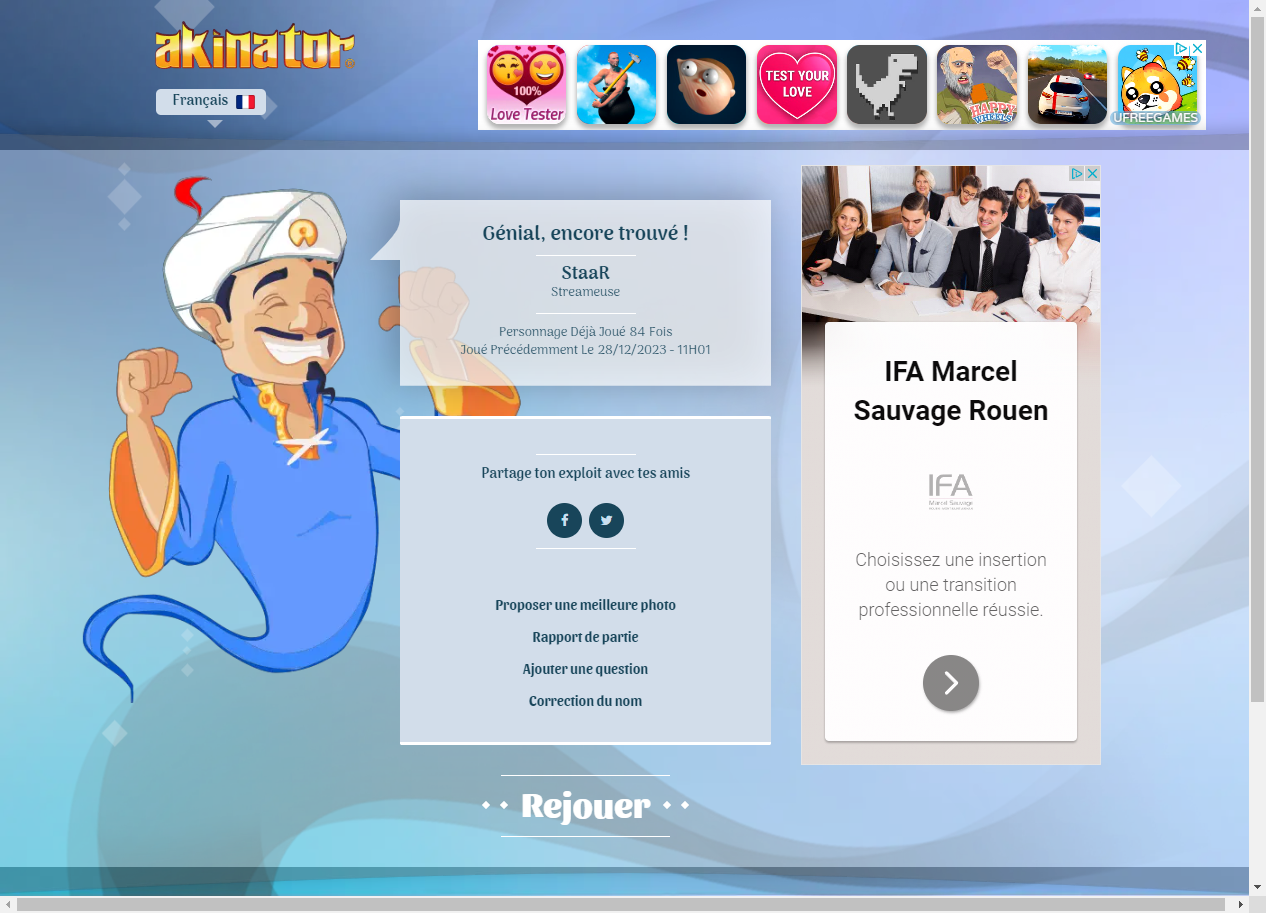 akinator
Français
100%
Love Tester
TEST YOUR
LOVE
HAPPY
WHEELS
UFREEGAMES
Génial, encore trouvé !
StaaR
Streameuse
Personnage Déjà Joué 84 Fois
Joué Précédemment Le 28/12/2023 - 11H01
Partage ton exploit avec tes amis
Proposer une meilleure photo
Rapport de partie
Ajouter une question
Correction du nom
Rejouer
IFA Marcel
Sauvage Rouen
IFA
Marcel Sauvage
Choisissez une insertion
ou une transition
professionnelle réussie.